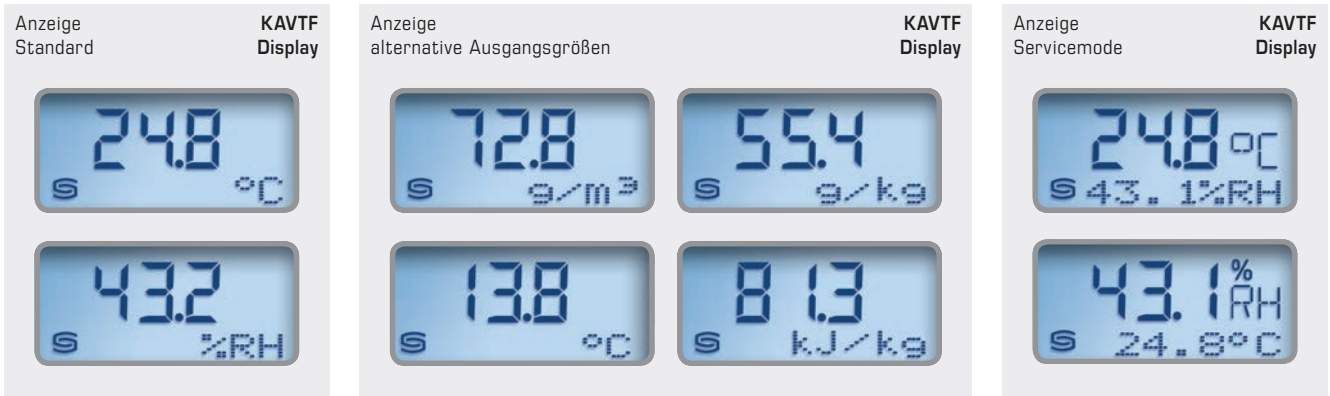 Anzeige
Standard
KAVTF
Display
24.8
°C
43.2
%RH
Anzeige
alternative Ausgangsgrößen
KAVTF
Display
72.8
g/m³
55.4
g/kg
13.8
°C
81.3
kJ/kg
Anzeige
Servicemode
KAVTF
Display
24.8 °C
43.1%RH
43.1 % RH
24.8°C